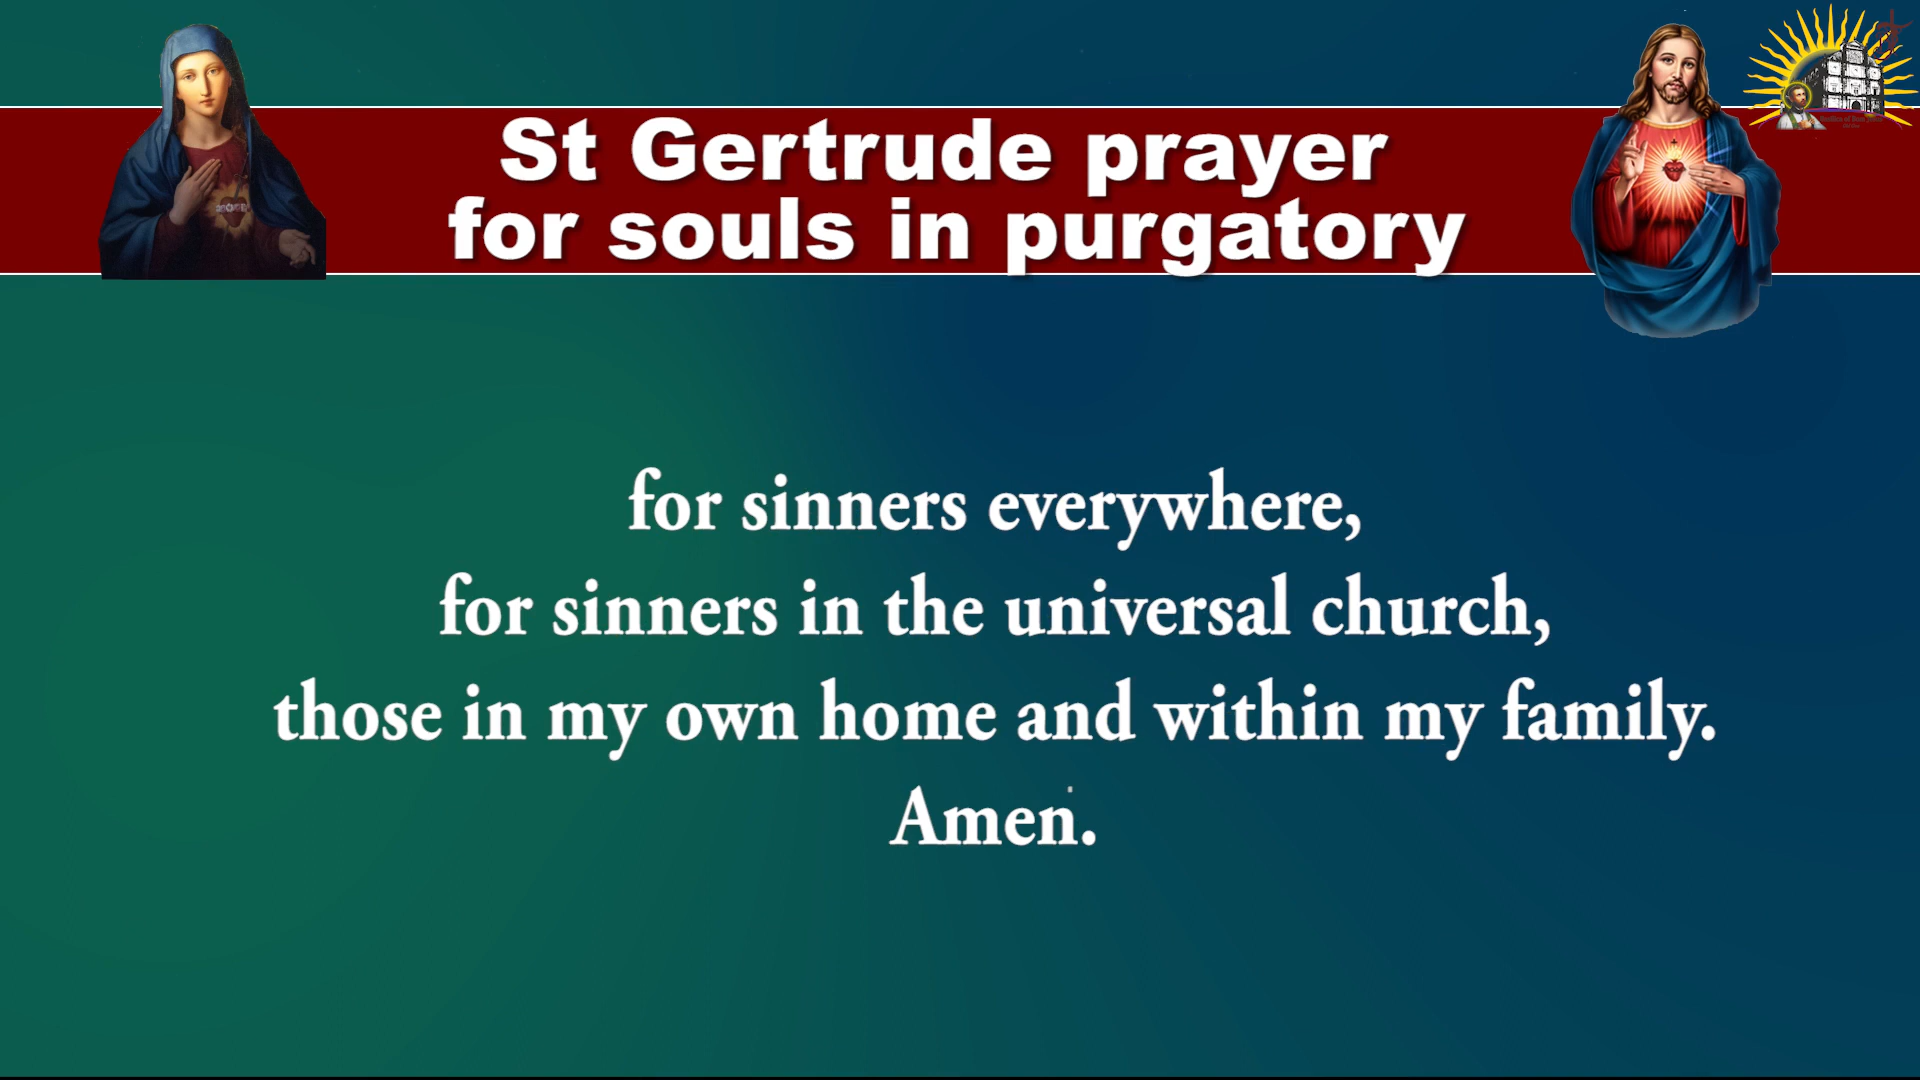 St Gertrude prayer
for souls in purgatory
for sinners everywhere,
for sinners in the universal church,
those in my own home and within my family.
Amen.